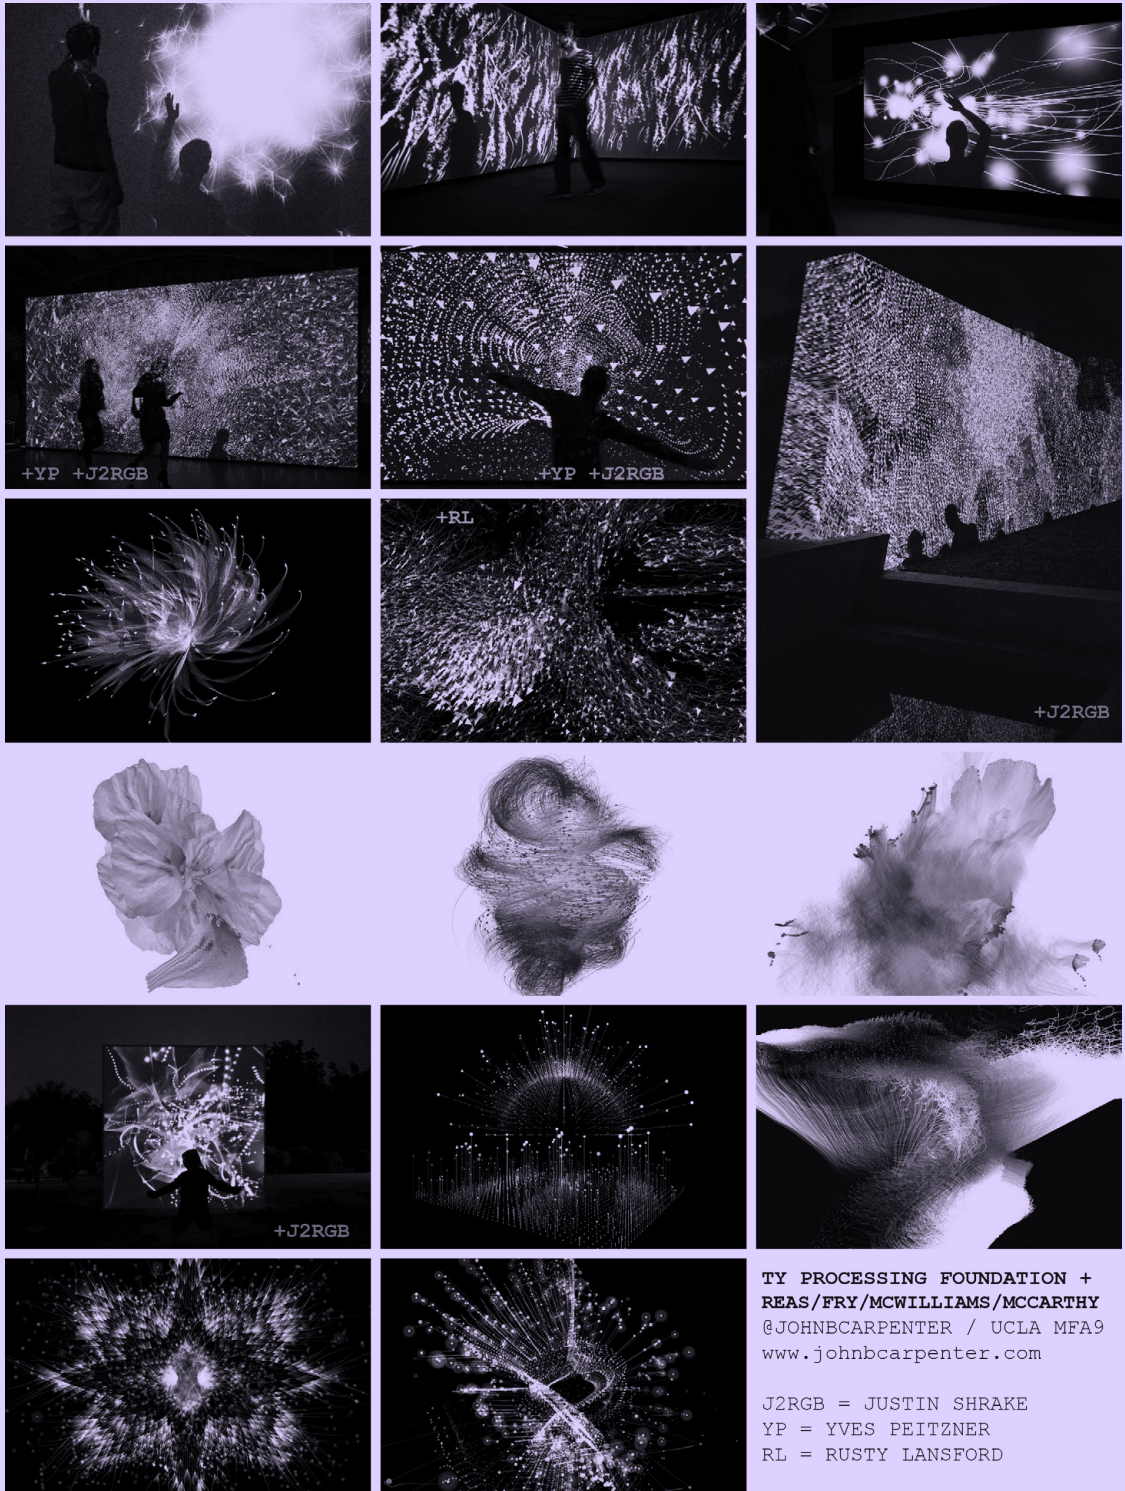 +YP +J2RGB
+YP +J2RGB
+RL
+J2RGB
+J2RGB
TY PROCESSING FOUNDATION +
REAS/FRY/MCWILLIAMS/MCCARTHY
@JOHNBCARPENTER / UCLA MFA9
www.johnbcarpenter.com
J2RGB = JUSTIN SHRAKE
YP = YVES PEITZNER
RL = RUSTY LANSFORD